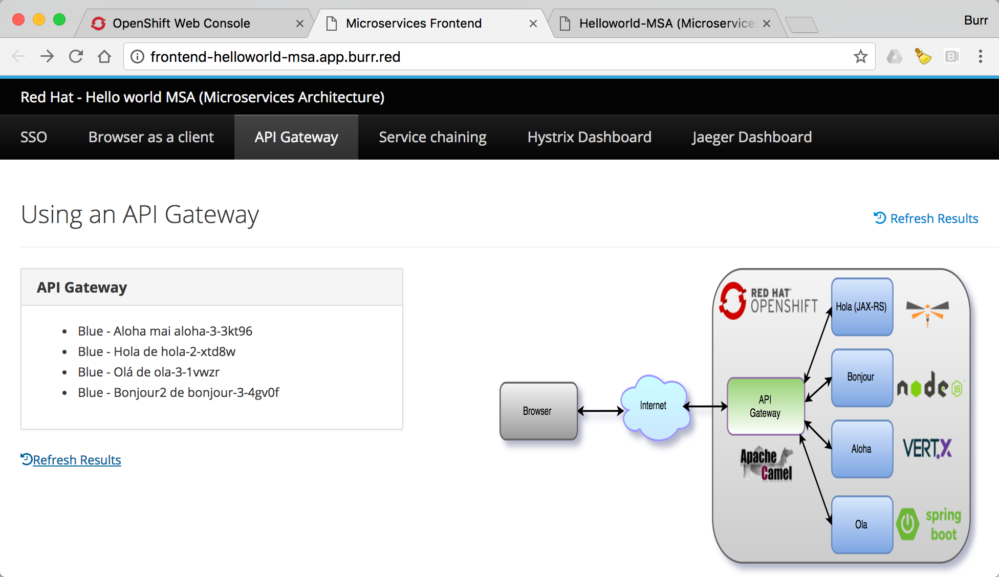 OpenShift Web Console
Microservices Frontend
Helloworld-MSA (Microservices
Burr
frontend-helloworld-msa.app.burr.red
B
Red Hat - Hello world MSA (Microservices Architecture)
SSO
Browser as a client
API Gateway
Service chaining
Hystrix Dashboard
Jaeger Dashboard
Using an API Gateway
Refresh Results
API Gateway
Blue - Aloha mai aloha-3-3kt96
Blue - Hola de hola-2-xtd8w
Blue - Olá de ola-3-1vwzr
Blue - Bonjour2 de bonjour-3-4gv0f
Refresh Results
RED HAT
OPENSHIFT
Hola (JAX-RS)
Bonjour
node
JS
Browser
Internet
API
Gateway
Aloha
VERT.X
Apache
Camel
Ola
spring
boot